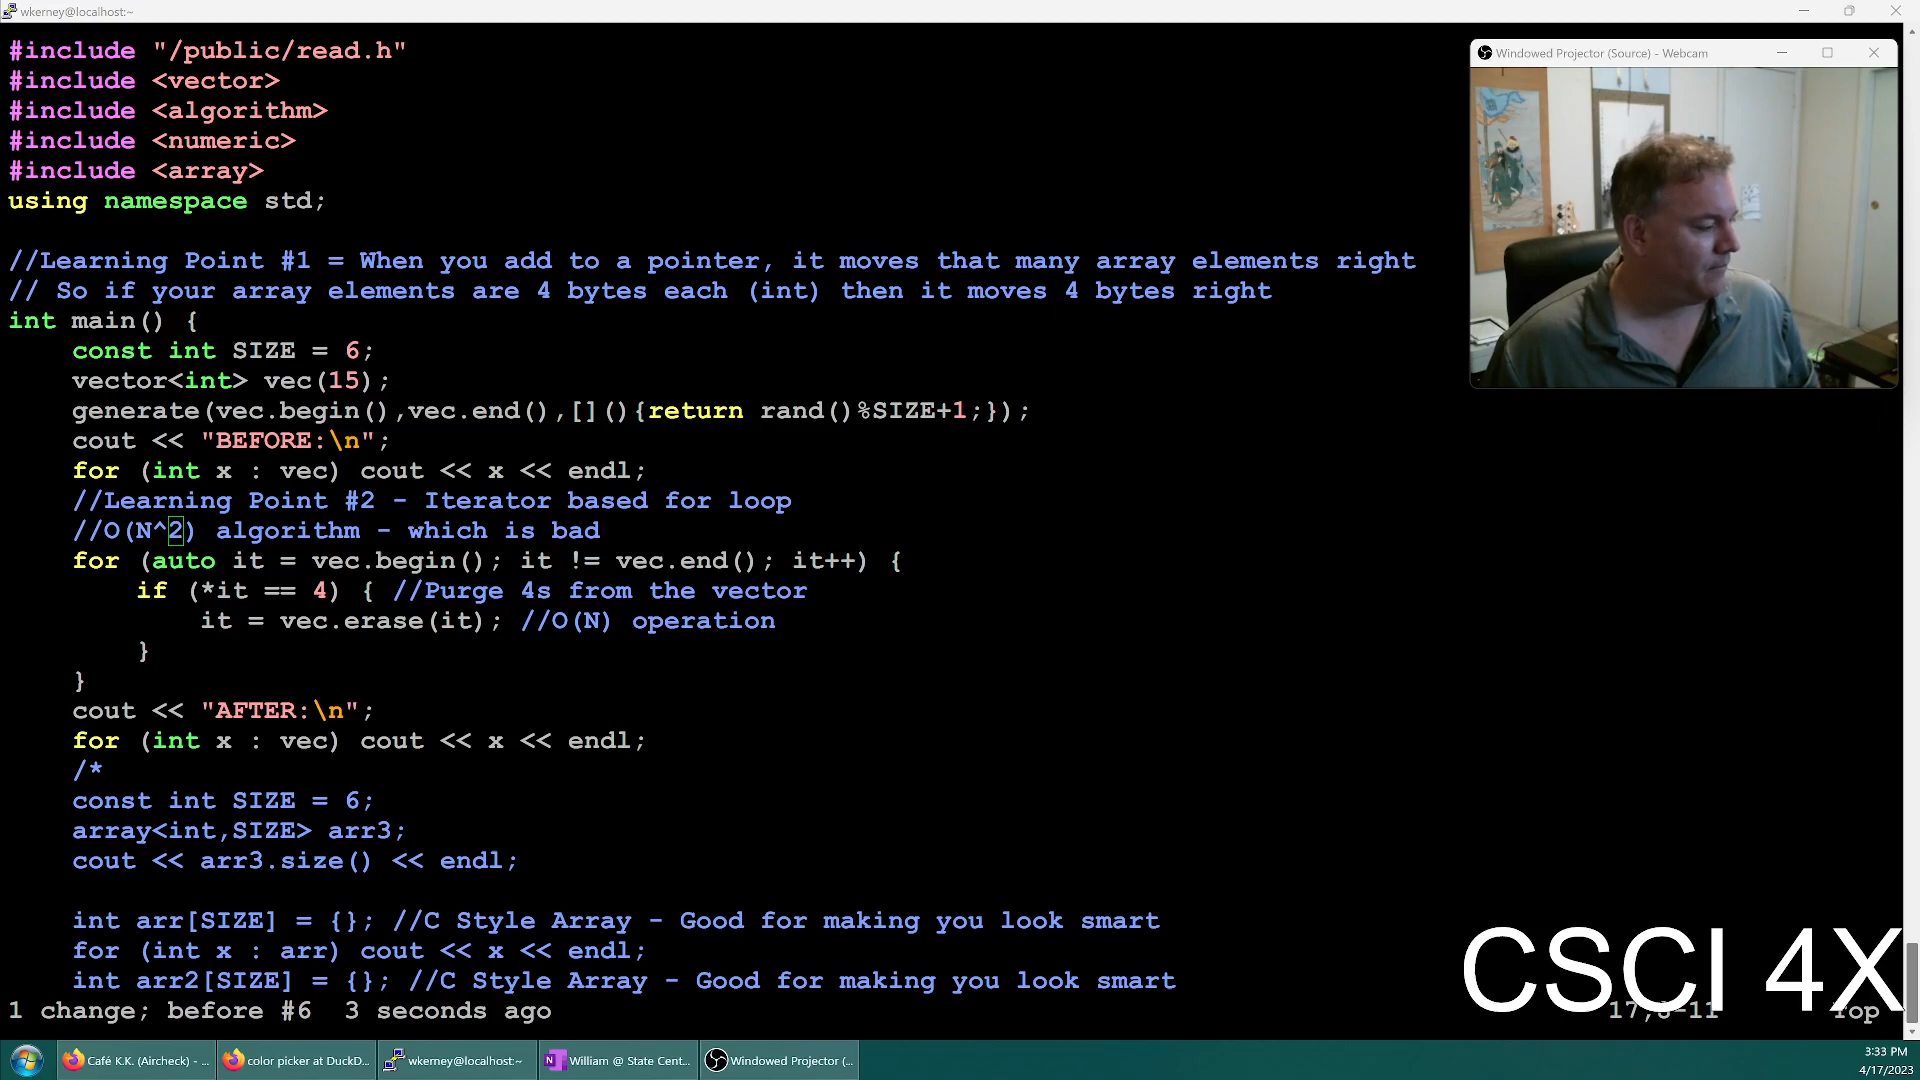 wkerney@localhost:~
#include "/public/read.h"
#include <vector>
#include <algorithm>
#include <numeric>
#include <array>
using namespace std;
//Learning Point #1 = When you add to a pointer, it moves that many array elements right
// So if your array elements are 4 bytes each (int) then it moves 4 bytes right
int main() {
const int SIZE = 6;
vector<int> vec(15);
generate(vec.begin(),vec.end(),[](){return rand()%SIZE+1;});
cout << "BEFORE:\n";
for (int x : vec) cout << x << endl;
//Learning Point #2 - Iterator based for loop
//O(N^2) algorithm - which is bad
for (auto it = vec.begin(); it != vec.end(); it++) {
if (*it == 4) { //Purge 4s from the vector
it = vec.erase(it); //O(N) operation
}
}
cout << "AFTER:\n";
for (int x : vec) cout << x << endl;
/*
const int SIZE = 6;
array<int,SIZE> arr3;
cout << arr3.size() << endl;
int arr[SIZE] = {}; //C Style Array - Good for making you look smart
for (int x : arr) cout << x << endl;
int arr2[SIZE] = {}; //C Style Array - Good for making you look smart
1 change; before #6  3 seconds ago
Top
Windowed Projector (Source) - Webcam
CSCI 4X
Café K.K. (Aircheck) - ...
color picker at DuckD...
wkerney@localhost:~
William @ State Cent...
Windowed Projector (...
3:33 PM
4/17/2023